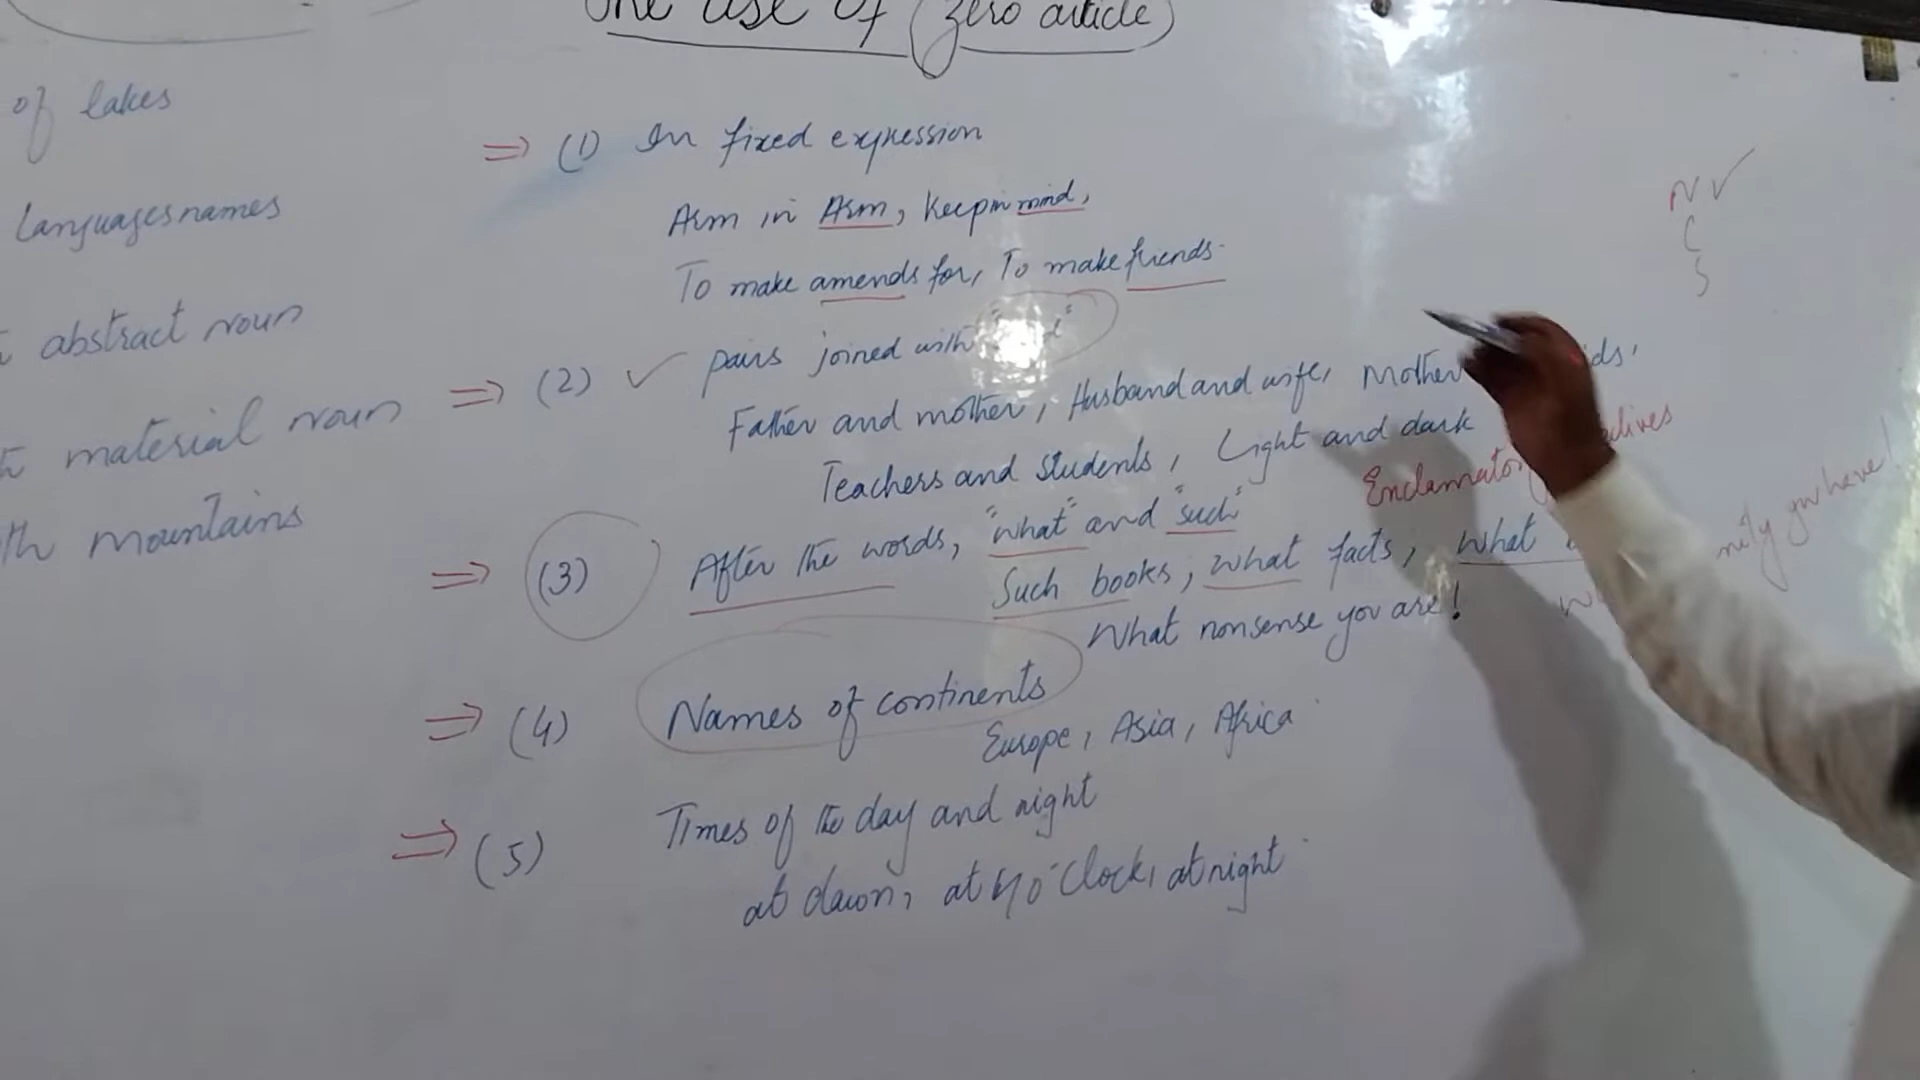 The use of (zero article)
of lakes
languages names
abstract noun
material noun
th mountains
⇒ (1) In fixed expression
Arm in Arm, keep in mind,
To make amends for, To make friends.
⇒ (2) ✓ pairs joined with
Father and mother, Husband and wife, Mother
Teachers and students, Light and dark
⇒ (3) After the words, "what" and "such"
Such books, what facts, what
What nonsense you are!
⇒ (4) Names of continents
Europe, Asia, Africa
⇒ (5) Times of the day and night
at dawn, at 4 o'clock, at night
N ✓
C
S
you have!